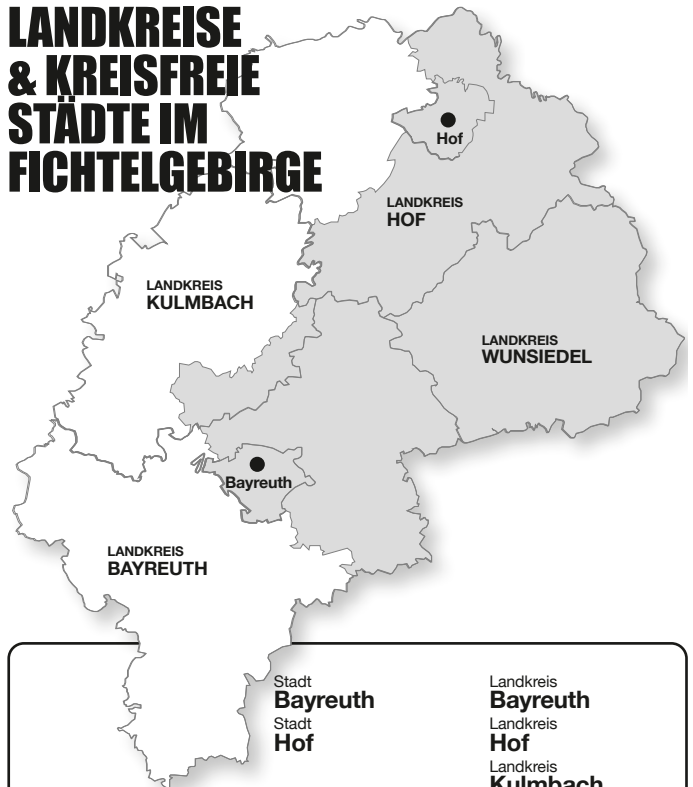 LANDKREISE
& KREISFREIE
STÄDTE IM
FICHTELGEBIRGE
Hof
LANDKREIS
HOF
LANDKREIS
KULMBACH
LANDKREIS
WUNSIEDEL
Bayreuth
LANDKREIS
BAYREUTH
Stadt
Bayreuth
Stadt
Hof
Landkreis
Bayreuth
Landkreis
Hof
Landkreis
Kulmbach